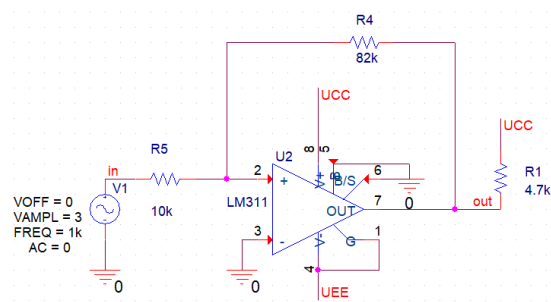 R4
82k
UCC
UCC
8
5
R5
U2
in
2
+
V+
B
B/S
6
R1
V1
4.7k
VOFF = 0
VAMPL = 3
FREQ = 1k
AC = 0
10k
LM311
OUT
7
0
out
3
-
V-
G
1
0
0
4
UEE